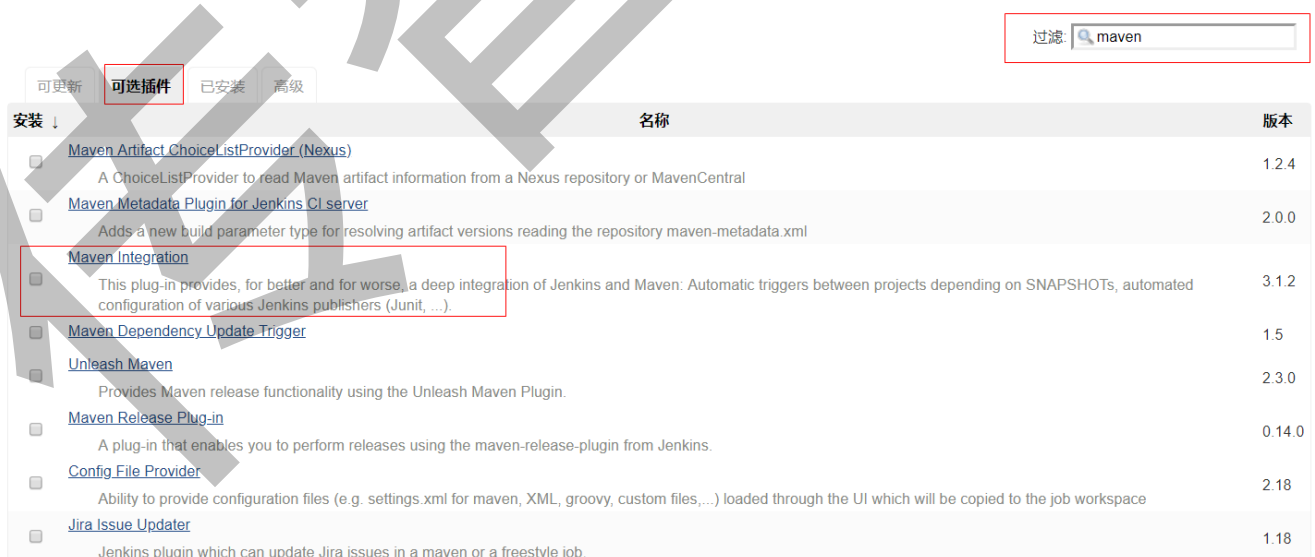 过滤: maven
可更新 可选插件 已安装 高级
安装 ↓ 名称 版本
Maven Artifact ChoiceListProvider (Nexus)
A ChoiceListProvider to read Maven artifact information from a Nexus repository or MavenCentral
1.2.4
Maven Metadata Plugin for Jenkins CI server
Adds a new build parameter type for resolving artifact versions reading the repository maven-metadata.xml
2.0.0
Maven Integration
This plug-in provides, for better and for worse, a deep integration of Jenkins and Maven: Automatic triggers between projects depending on SNAPSHOTs, automated
configuration of various Jenkins publishers (Junit, ...).
3.1.2
Maven Dependency Update Trigger
1.5
Unleash Maven
Provides Maven release functionality using the Unleash Maven Plugin.
2.3.0
Maven Release Plug-in
A plug-in that enables you to perform releases using the maven-release-plugin from Jenkins.
0.14.0
Config File Provider
Ability to provide configuration files (e.g. settings.xml for maven, XML, groovy, custom files,...) loaded through the UI which will be copied to the job workspace
2.18
Jira Issue Updater
Jenkins plugin which can update Jira issues in a maven or a freestyle job.
1.18